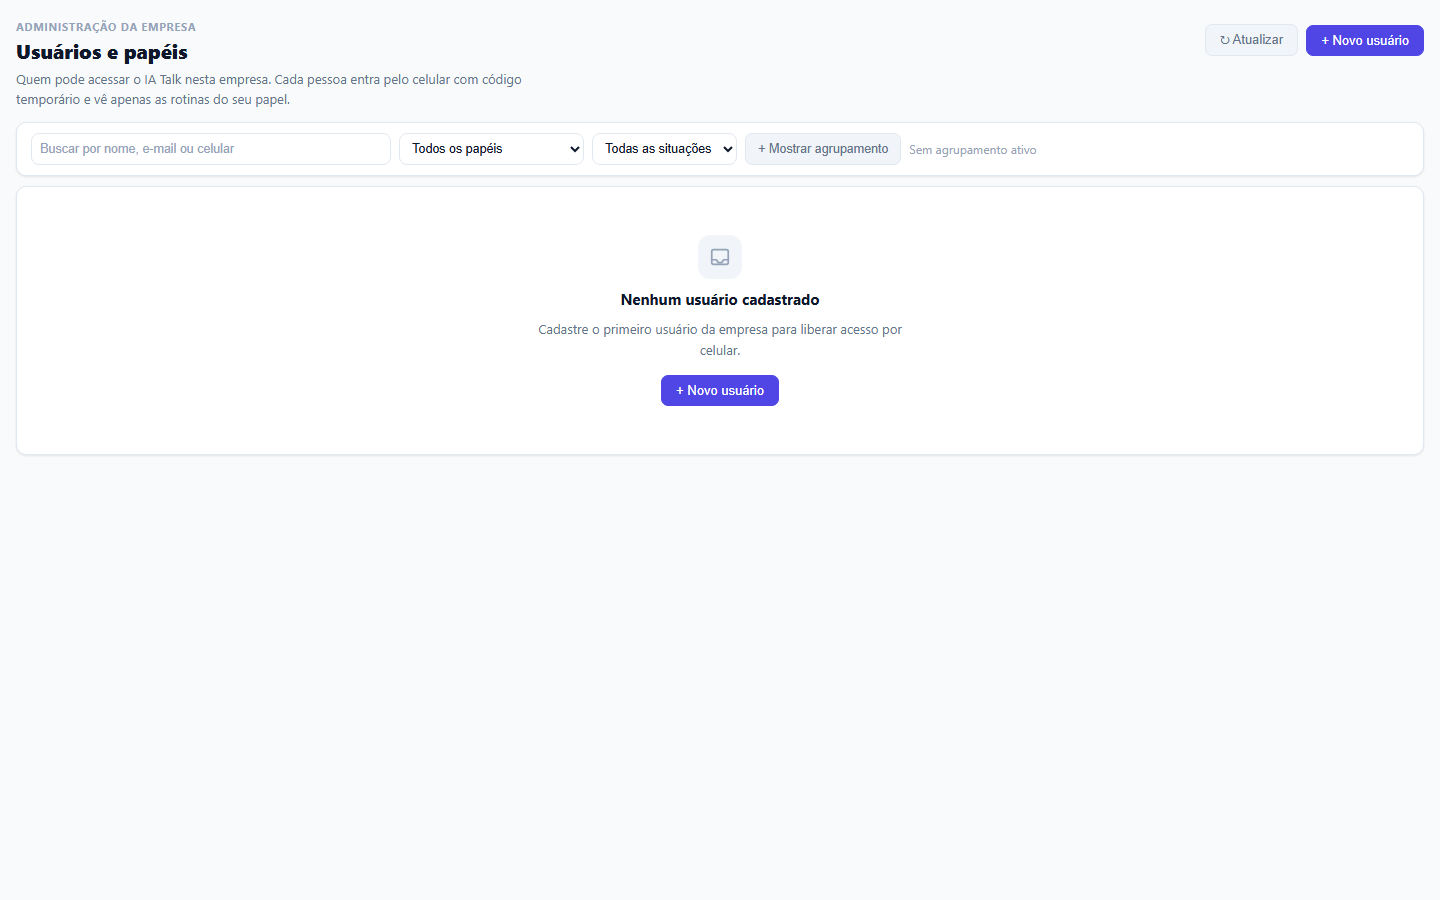 ADMINISTRAÇÃO DA EMPRESA
Usuários e papéis
Quem pode acessar o IA Talk nesta empresa. Cada pessoa entra pelo celular com código
temporário e vê apenas as rotinas do seu papel.
↻ Atualizar
+ Novo usuário
Buscar por nome, e-mail ou celular
Todos os papéis
Todas as situações
+ Mostrar agrupamento
Sem agrupamento ativo
Nenhum usuário cadastrado
Cadastre o primeiro usuário da empresa para liberar acesso por
celular.
+ Novo usuário